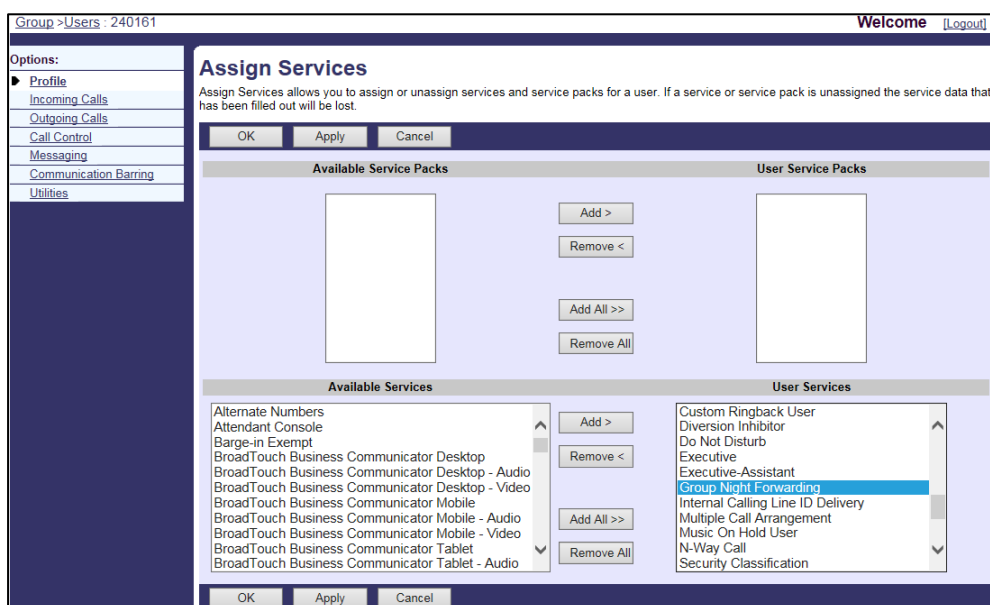 Group >Users : 240161
Welcome [Logout]
Options:
Profile
Incoming Calls
Outgoing Calls
Call Control
Messaging
Communication Barring
Utilities
Assign Services
Assign Services allows you to assign or unassign services and service packs for a user. If a service or service pack is unassigned the service data that
has been filled out will be lost.
OK Apply Cancel
Available Service Packs User Service Packs
Add >
Remove <
Add All >>
Remove All
Available Services User Services
Alternate Numbers
Attendant Console
Barge-in Exempt
BroadTouch Business Communicator Desktop
BroadTouch Business Communicator Desktop - Audio
BroadTouch Business Communicator Desktop - Video
BroadTouch Business Communicator Mobile
BroadTouch Business Communicator Mobile - Audio
BroadTouch Business Communicator Mobile - Video
BroadTouch Business Communicator Tablet
BroadTouch Business Communicator Tablet - Audio
Add >
Remove <
Add All >>
Remove All
Custom Ringback User
Diversion Inhibitor
Do Not Disturb
Executive
Executive-Assistant
Group Night Forwarding
Internal Calling Line ID Delivery
Multiple Call Arrangement
Music On Hold User
N-Way Call
Security Classification
OK Apply Cancel